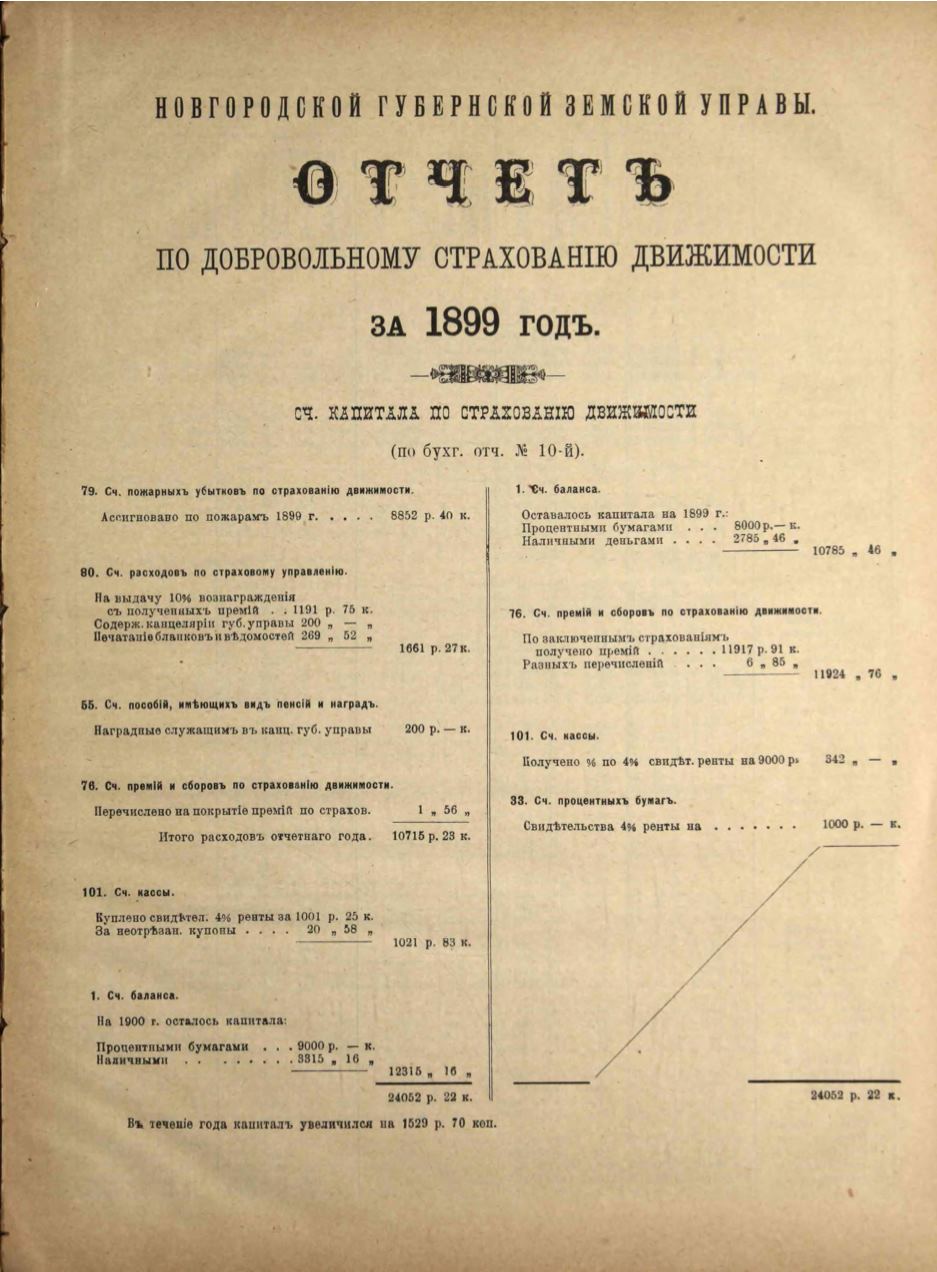 НОВГОРОДСКОЙ ГУБЕРНСКОЙ ЗЕМСКОЙ УПРАВЫ.
ОТЧЕТЪ
ПО ДОБРОВОЛЬНОМУ СТРАХОВАНІЮ ДВИЖИМОСТИ
ЗА 1899 ГОДЪ.
СЧ. КАПИТАЛА ПО СТРАХОВАНІЮ ДВИЖИМОСТИ
(по бухг. отч. № 10-й).
79. Сч. пожарныхъ убытковъ по страхованію движимости.
Ассигновано по пожарамъ 1899 г. . . . . 8852 р. 40 к.
80. Сч. расходовъ по страховому управленію.
На выдачу 10% вознагражденія
съ полученныхъ премій . . 1191 р. 75 к.
Содерж. канцеляріи губ. управы 200 „ — „
Печатаніе бланковъ и вѣдомостей 269 „ 52 „
1661 р. 27 к.
55. Сч. пособій, имѣющихъ видъ пенсій и наградъ.
Наградные служащимъ въ канц. губ. управы 200 р. — к.
76. Сч. премій и сборовъ по страхованію движимости.
Перечислено на покрытіе премій по страхов. 1 „ 56 „
Итого расходовъ отчетнаго года. 10715 р. 23 к.
101. Сч. кассы.
Куплено свидѣтел. 4% ренты за 1001 р. 25 к.
За неотрѣзан. купоны . . . . 20 „ 58 „
1021 р. 83 к.
1. Сч. баланса.
На 1900 г. осталось капитала:
Процентными бумагами . . . 9000 р. — к.
Наличными . . . . . . . . 3315 „ 16 „
12315 „ 16 „
24052 р. 22 к.
Въ теченіе года капиталъ увеличился на 1529 р. 70 коп.
1. Сч. баланса.
Оставалось капитала на 1899 г.:
Процентными бумагами . . . 8000 р. — к.
Наличными деньгами . . . . 2785 „ 46 „
10785 „ 46 „
76. Сч. премій и сборовъ по страхованію движимости.
По заключеннымъ страхованіямъ
получено премій . . . . . . 11917 р. 91 к.
Разныхъ перечисленій . . . . 6 „ 85 „
11924 „ 76 „
101. Сч. кассы.
Получено % по 4% свидѣт. ренты на 9000 р. 342 „ — „
33. Сч. процентныхъ бумагъ.
Свидѣтельства 4% ренты на . . . . . . . 1000 р. — к.
24052 р. 22 к.